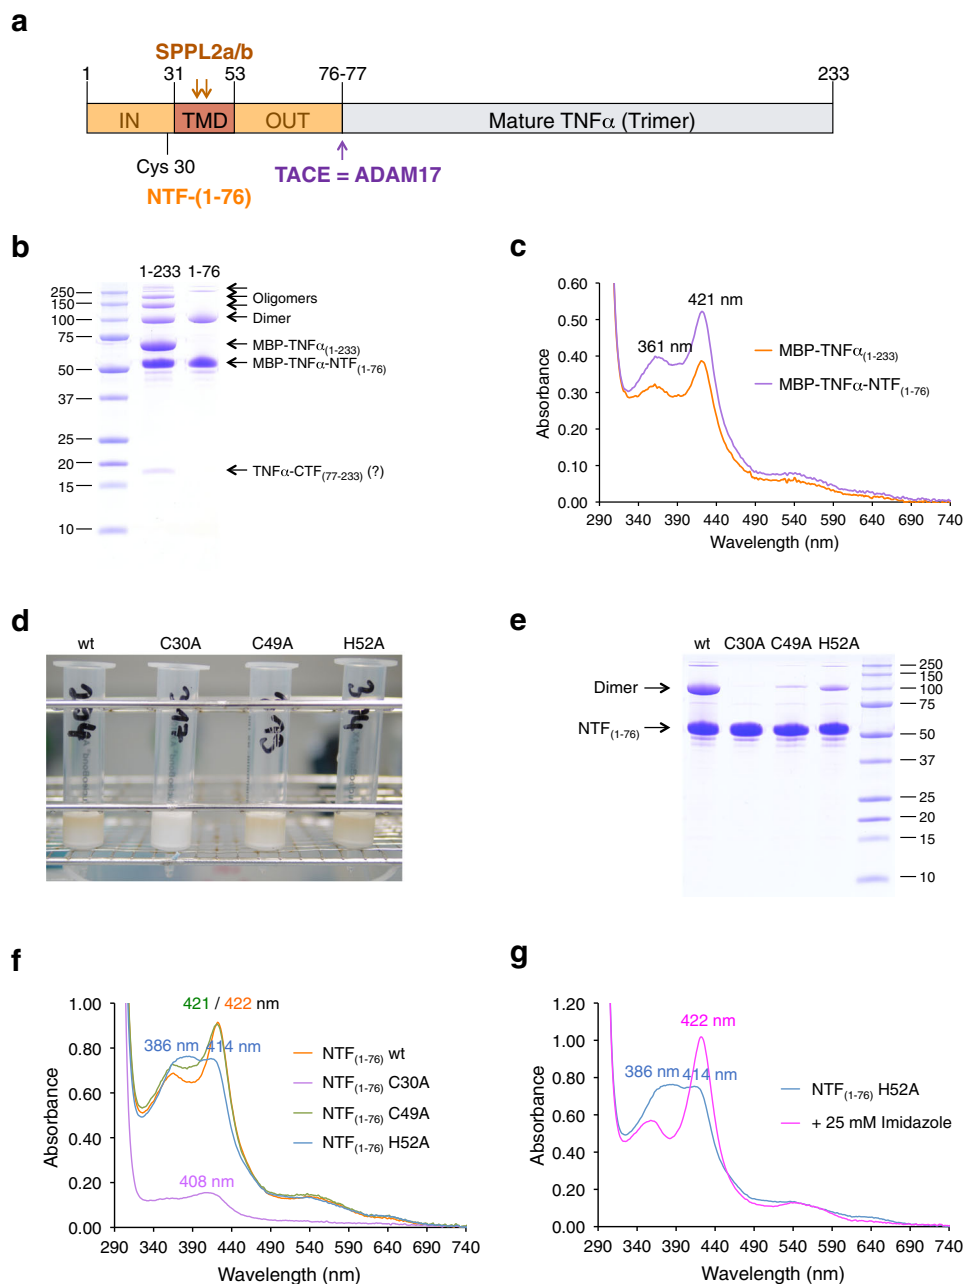 a
SPPL2a/b
1 31 53 76-77 233
IN TMD OUT Mature TNFα (Trimer)
Cys 30
TACE = ADAM17
NTF-(1-76)
b
1-233 1-76
250
150
100
75
50
37
25
20
15
10
Oligomers
Dimer
MBP-TNFα(1-233)
MBP-TNFα-NTF(1-76)
TNFα-CTF(77-233) (?)
c
0.60
0.50
0.40
0.30
0.20
0.10
0.00
Absorbance
421 nm
361 nm
MBP-TNFα(1-233)
MBP-TNFα-NTF(1-76)
290 340 390 440 490 540 590 640 690 740
Wavelength (nm)
d
wt C30A C49A H52A
e
wt C30A C49A H52A
Dimer
NTF(1-76)
250
150
100
75
50
37
25
20
15
10
f
1.00
0.80
0.60
0.40
0.20
0.00
Absorbance
421 / 422 nm
386 nm 414 nm
408 nm
NTF(1-76) wt
NTF(1-76) C30A
NTF(1-76) C49A
NTF(1-76) H52A
290 340 390 440 490 540 590 640 690 740
Wavelength (nm)
g
1.20
1.00
0.80
0.60
0.40
0.20
0.00
Absorbance
422 nm
386 nm 414 nm
NTF(1-76) H52A
+ 25 mM Imidazole
290 340 390 440 490 540 590 640 690 740
Wavelength (nm)